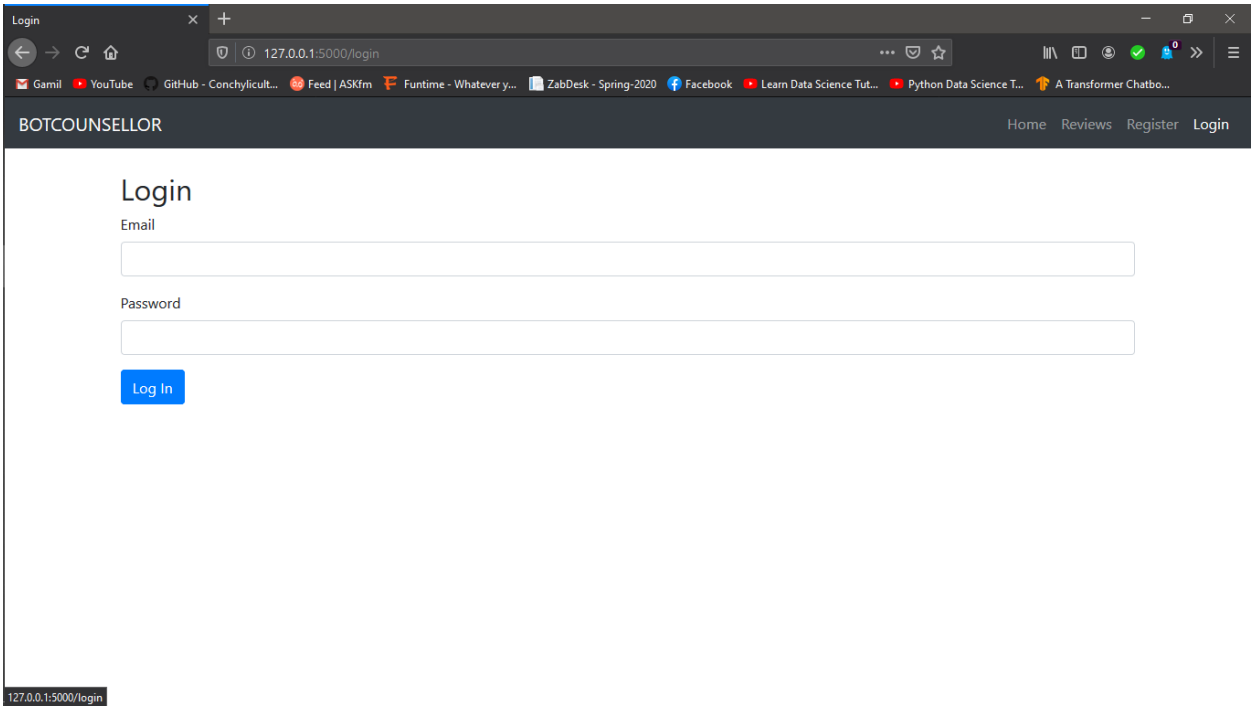 Login
127.0.0.1:5000/login
0
Gamil YouTube GitHub - Conchylicult... Feed | ASKfm Funtime - Whatever y... ZabDesk - Spring-2020 Facebook Learn Data Science Tut... Python Data Science T... A Transformer Chatbo...
BOTCOUNSELLOR Home Reviews Register Login
Login
Email
Password
Log In
127.0.0.1:5000/login